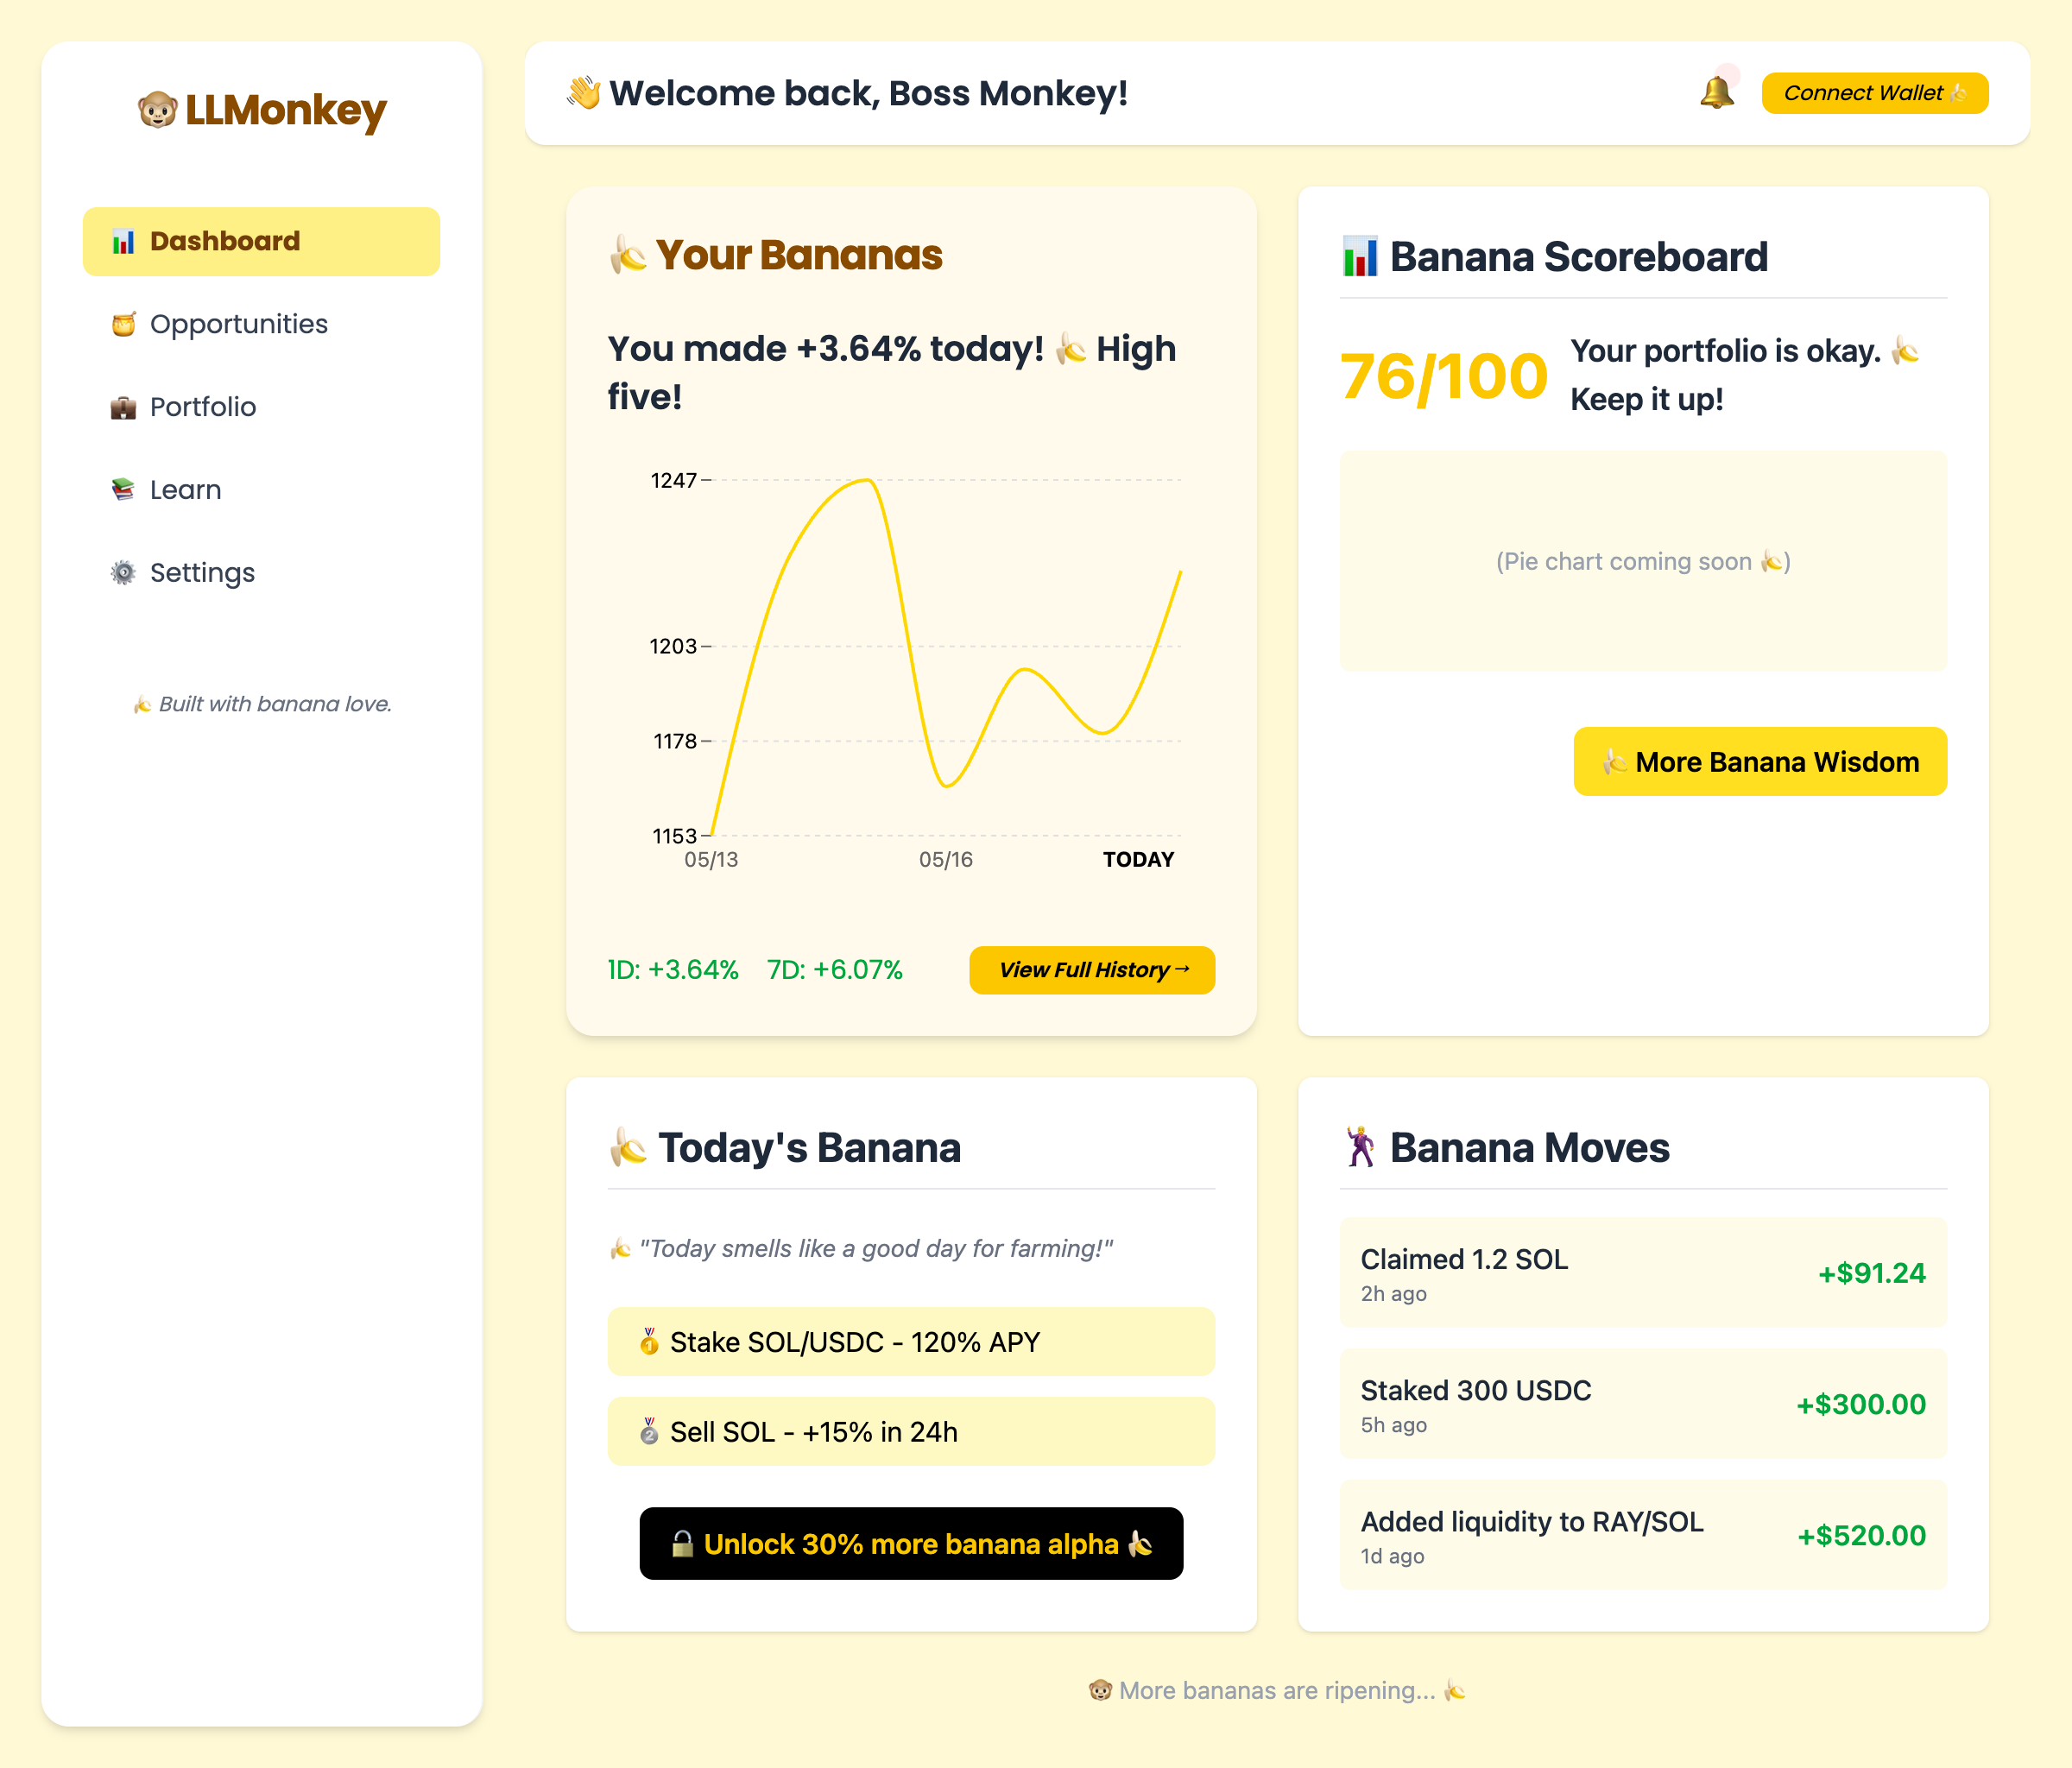 🐵 LLMonkey
📊 Dashboard
🍯 Opportunities
💼 Portfolio
📚 Learn
⚙️ Settings
🍌 Built with banana love.
👋 Welcome back, Boss Monkey!
🔔
Connect Wallet 🍌
🍌 Your Bananas
You made +3.64% today! 🍌 High
five!
1247
1203
1178
1153
05/13
05/16
TODAY
1D: +3.64%
7D: +6.07%
View Full History →
📊 Banana Scoreboard
76/100
Your portfolio is okay. 🍌
Keep it up!
(Pie chart coming soon 🍌)
🍌 More Banana Wisdom
🍌 Today's Banana
🍌 "Today smells like a good day for farming!"
🥇 Stake SOL/USDC - 120% APY
🥈 Sell SOL - +15% in 24h
🔓 Unlock 30% more banana alpha 🍌
🕺 Banana Moves
Claimed 1.2 SOL
2h ago
+$91.24
Staked 300 USDC
5h ago
+$300.00
Added liquidity to RAY/SOL
1d ago
+$520.00
🐵 More bananas are ripening... 🍌